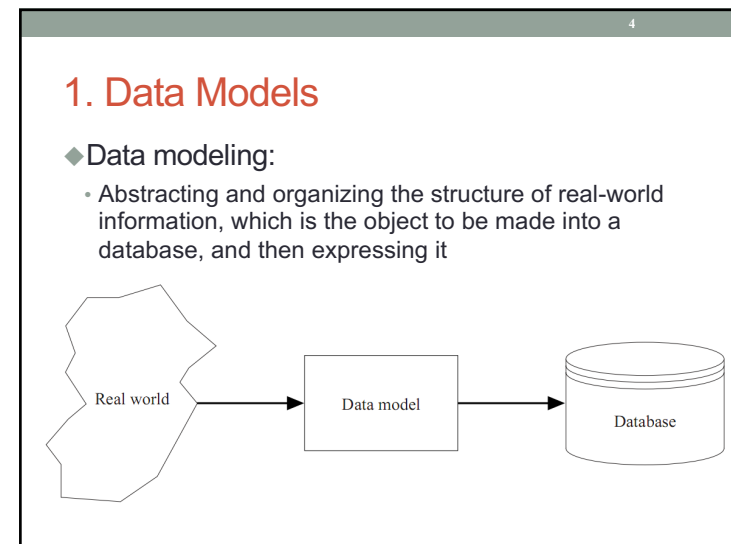 4
1. Data Models
◆Data modeling:
• Abstracting and organizing the structure of real-world
information, which is the object to be made into a
database, and then expressing it
Real world
Data model
Database